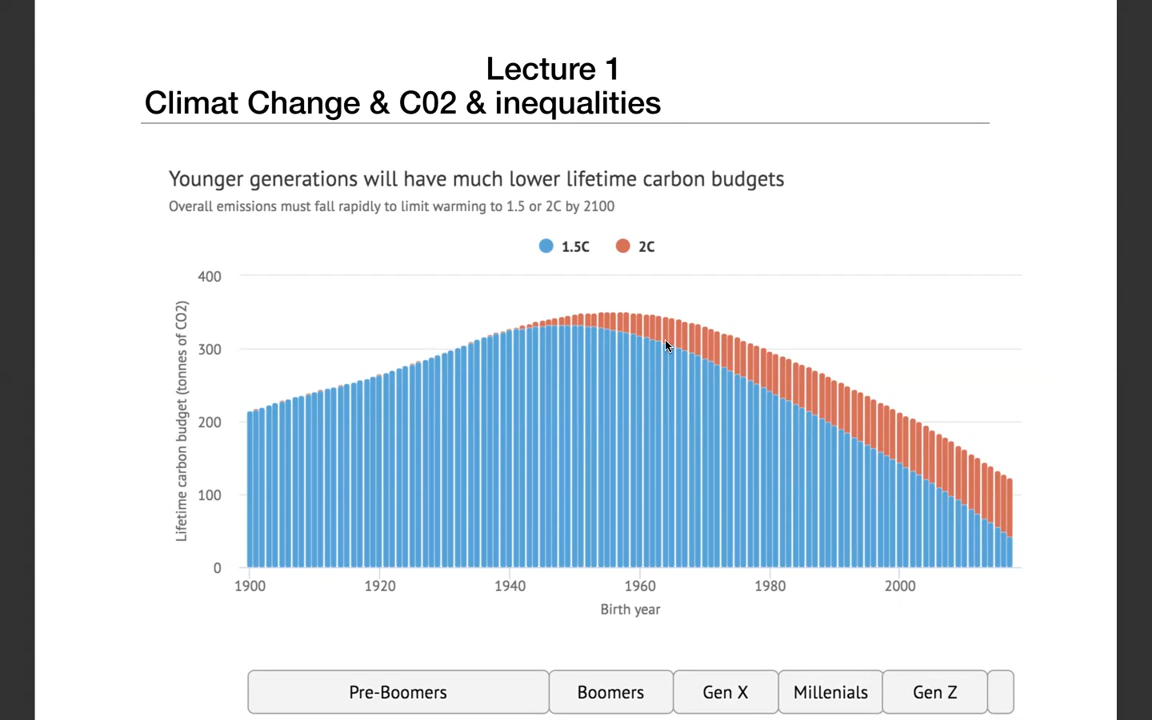 Lecture 1
Climat Change & C02 & inequalities
Younger generations will have much lower lifetime carbon budgets
Overall emissions must fall rapidly to limit warming to 1.5 or 2C by 2100
1.5C 2C
Lifetime carbon budget (tonnes of CO2)
400
300
200
100
0
1900 1920 1940 1960 1980 2000
Birth year
Pre-Boomers Boomers Gen X Millenials Gen Z